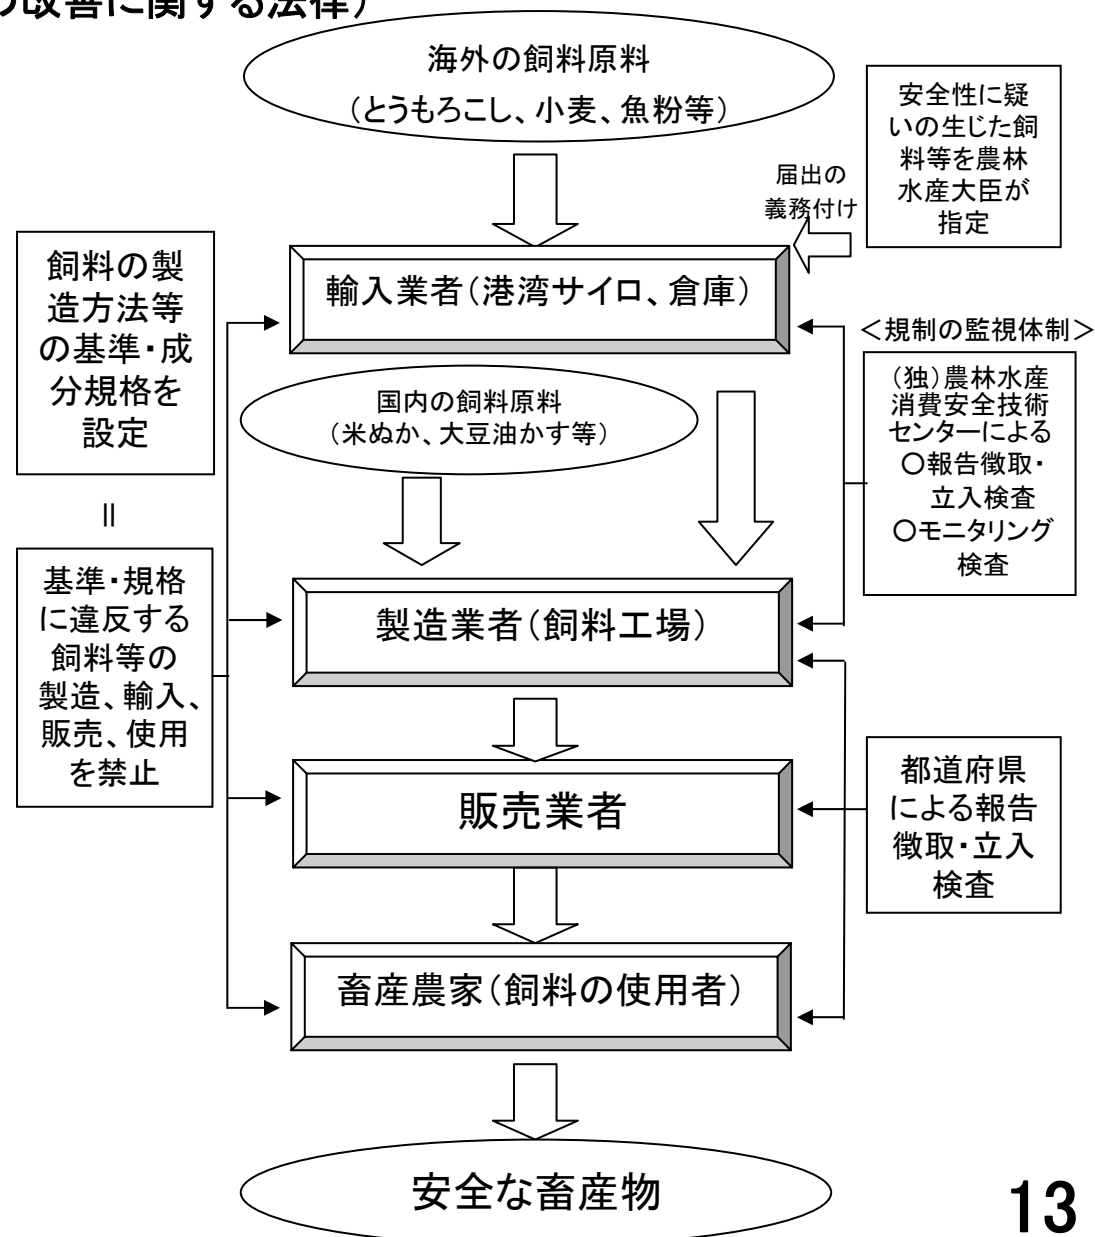 の改善に関する法律）
海外の飼料原料
（とうもろこし、小麦、魚粉等）
安全性に疑
いの生じた飼
料等を農林
水産大臣が
指定
届出の
義務付け
飼料の製
造方法等
の基準・成
分規格を
設定
輸入業者（港湾サイロ、倉庫）
＜規制の監視体制＞
（独）農林水産
消費安全技術
センターによる
○報告徴取・
立入検査
○モニタリング
検査
国内の飼料原料
（米ぬか、大豆油かす等）
＝
基準・規格
に違反する
飼料等の
製造、輸入、
販売、使用
を禁止
製造業者（飼料工場）
販売業者
都道府県
による報告
徴取・立入
検査
畜産農家（飼料の使用者）
安全な畜産物
13